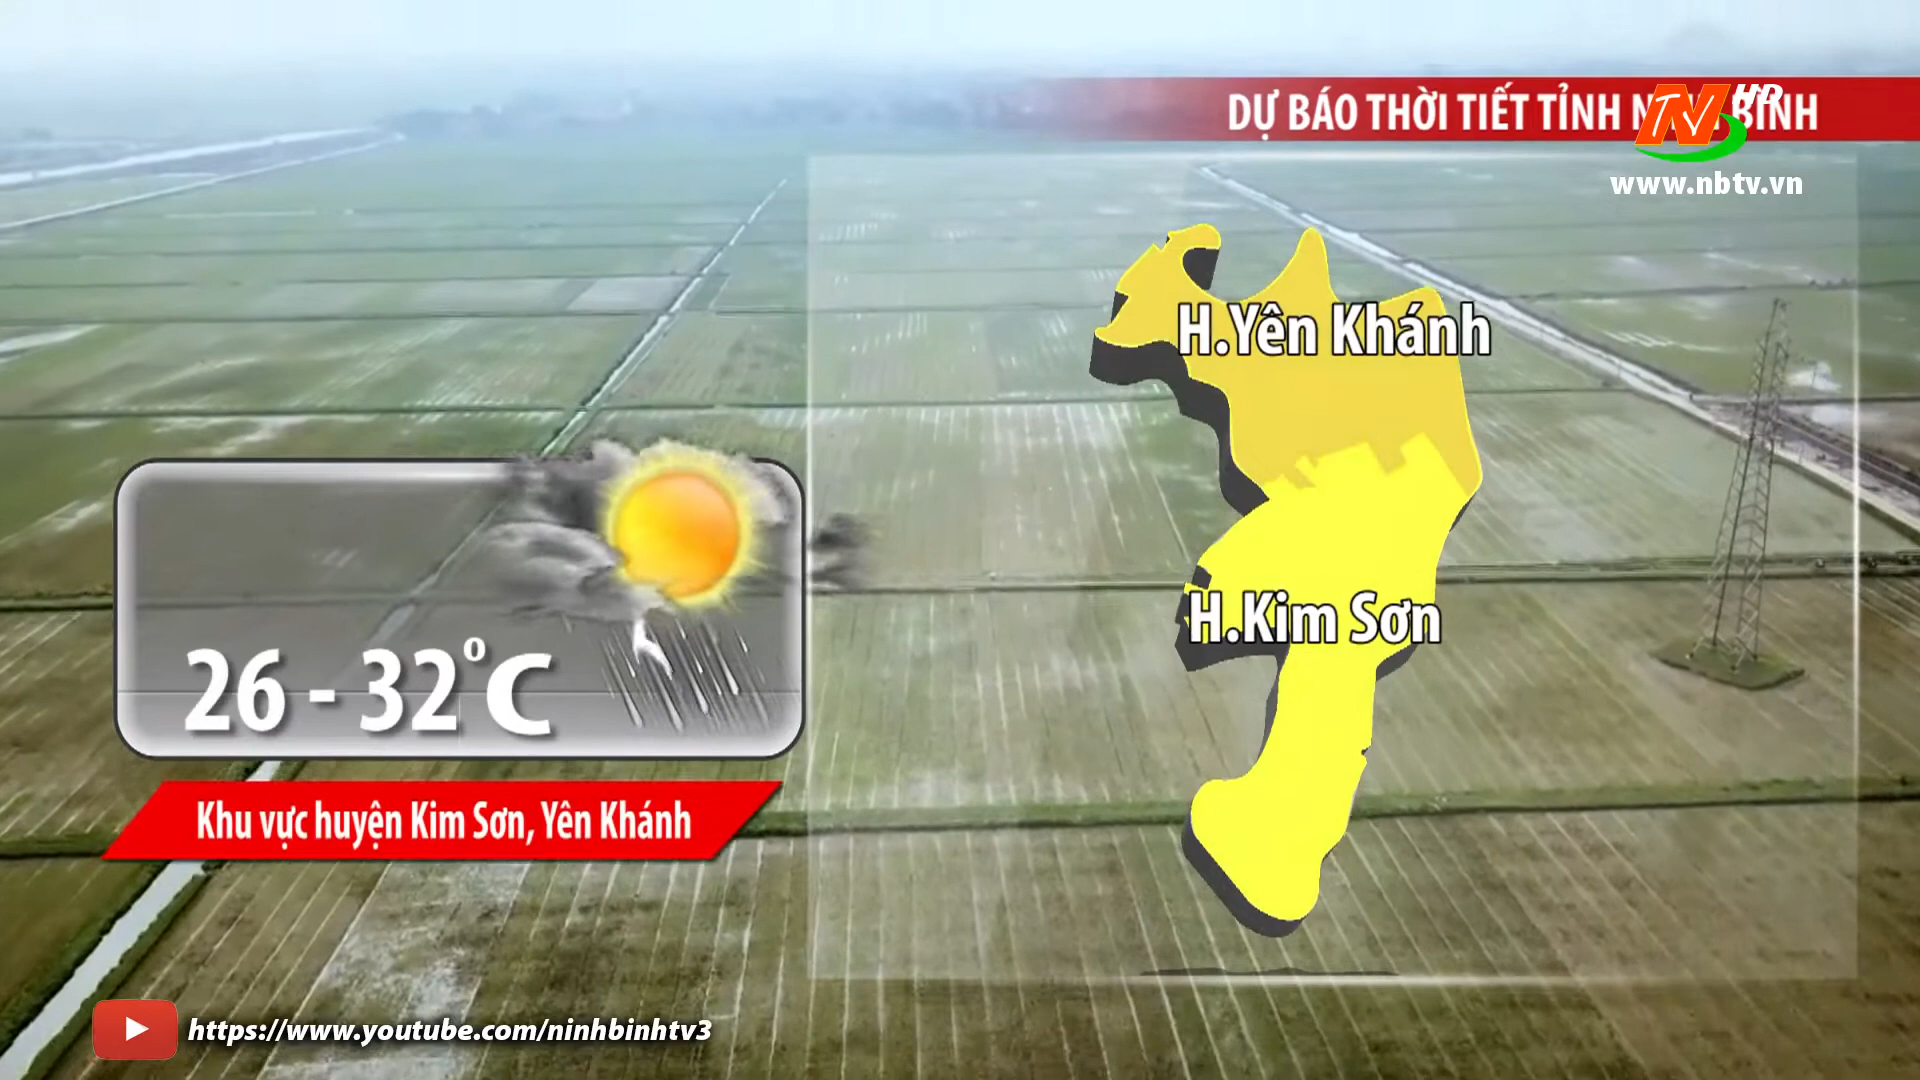 DỰ BÁO THỜI TIẾT TỈNH BÌNH
NTV HD
www.nbtv.vn
H.Yên Khánh
H.Kim Sơn
26 - 32°C
Khu vực huyện Kim Sơn, Yên Khánh
https://www.youtube.com/ninhbinhtv3